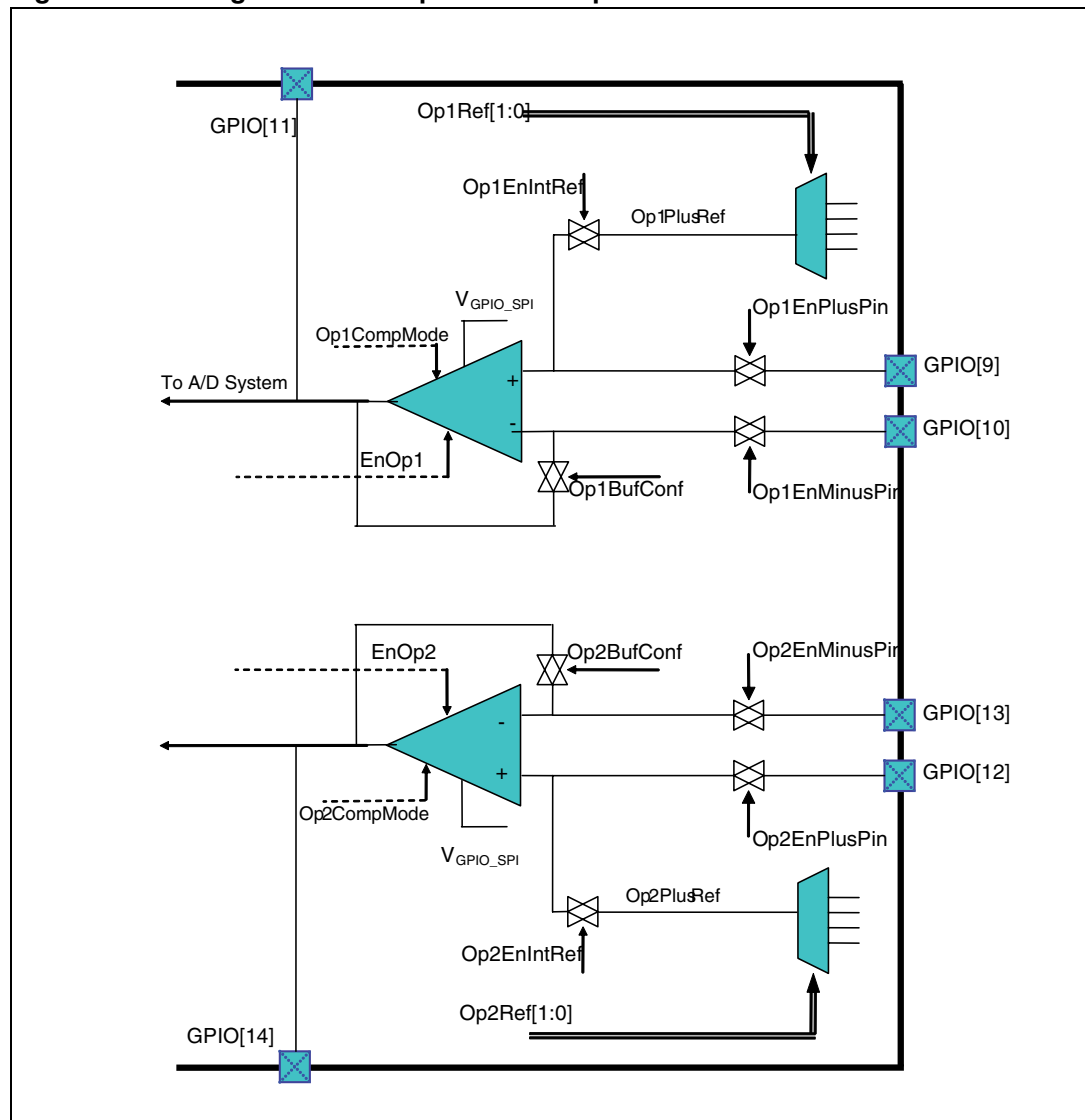 GPIO[11]
Op1Ref[1:0]
Op1EnIntRef
Op1PlusRef
VGPIO_SPI
Op1CompMode
Op1EnPlusPin
+
GPIO[9]
To A/D System
-
GPIO[10]
EnOp1
Op1BufConf
Op1EnMinusPin
EnOp2
Op2BufConf
Op2EnMinusPin
-
GPIO[13]
+
GPIO[12]
Op2CompMode
Op2EnPlusPin
VGPIO_SPI
Op2PlusRef
Op2EnIntRef
Op2Ref[1:0]
GPIO[14]